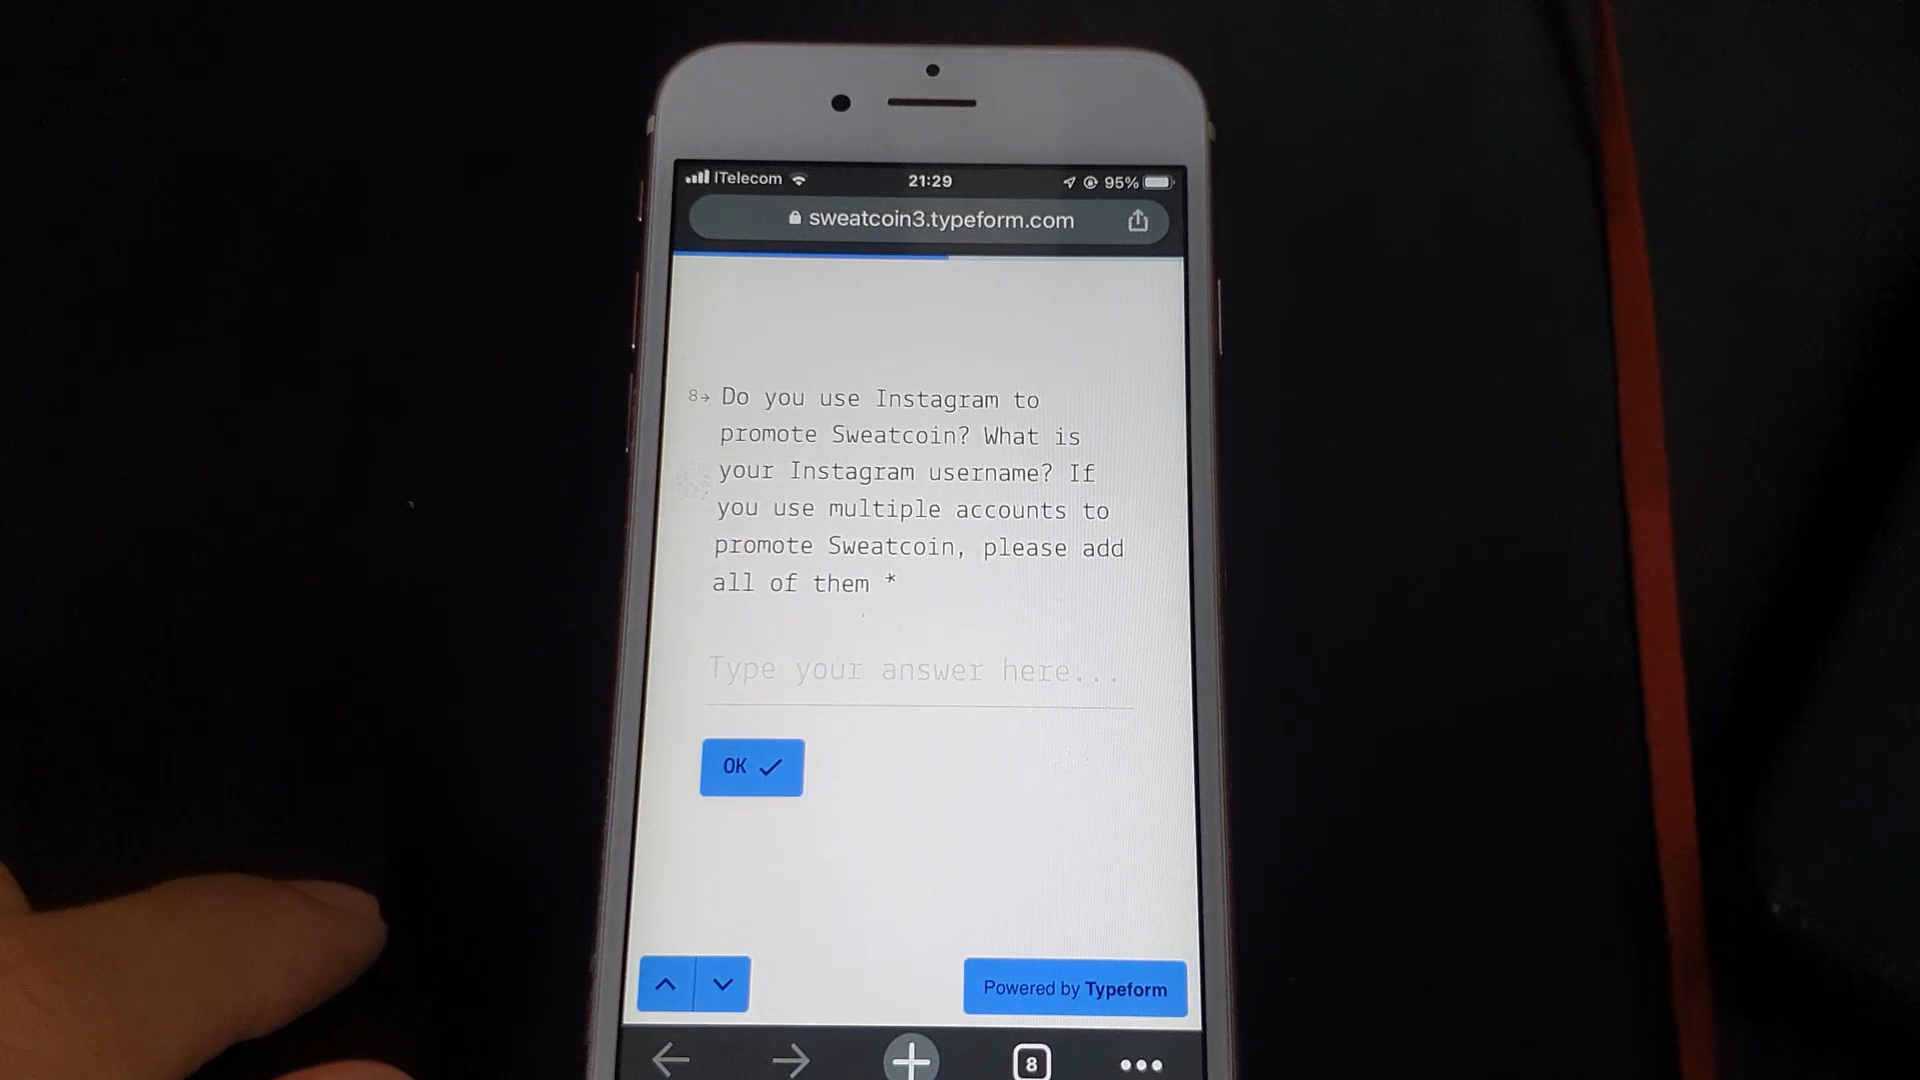 ITelecom 21:29 95%
sweatcoin3.typeform.com
8→ Do you use Instagram to
promote Sweatcoin? What is
your Instagram username? If
you use multiple accounts to
promote Sweatcoin, please add
all of them *
Type your answer here...
OK
Powered by Typeform
8